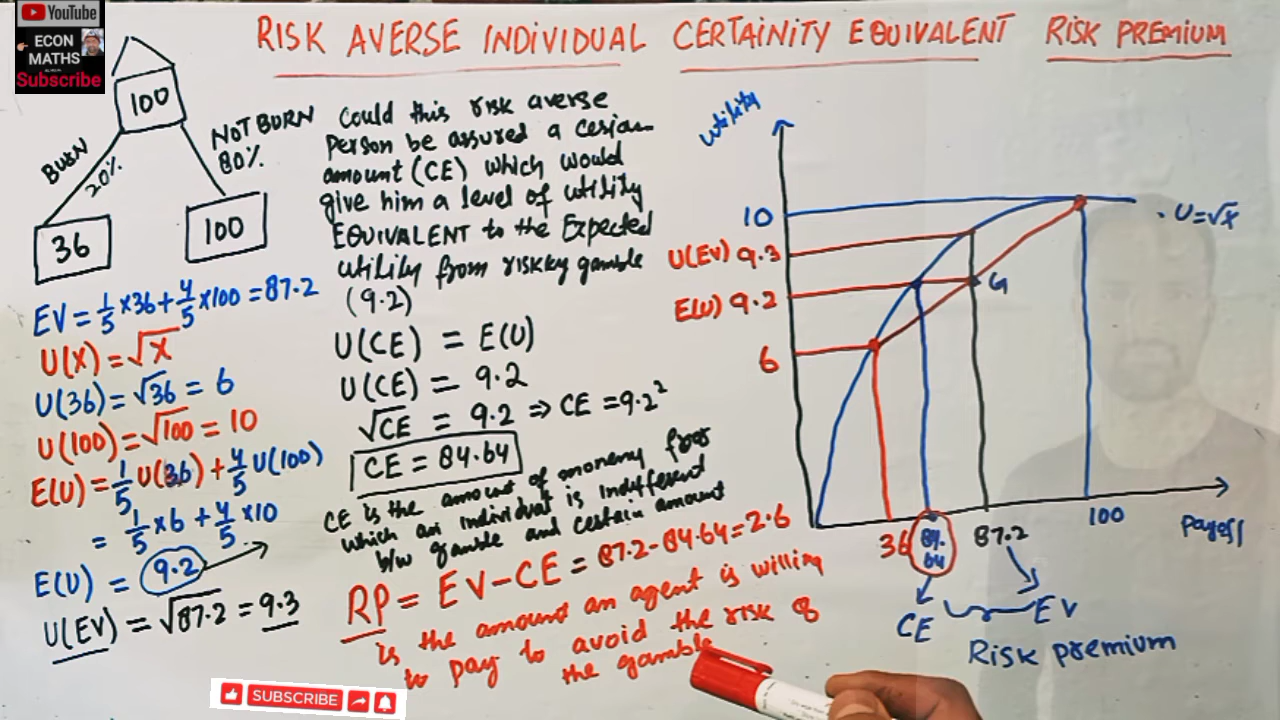 YouTube
ECON
MATHS
Subscribe
RISK AVERSE INDIVIDUAL CERTAINITY EQUIVALENT RISK PREMIUM
100
BURN
20%
NOT BURN
80%
36
100
EV = 1/5 × 36 + 4/5 × 100 = 87.2
U(X) = √X
U(36) = √36 = 6
U(100) = √100 = 10
E(U) = 1/5 U(36) + 4/5 U(100)
= 1/5 × 6 + 4/5 × 10
E(U) = 9.2
U(EV) = √87.2 = 9.3
Could this risk averse
Person be assured a
amount (CE) which would
give him a level of utility
EQUIVALENT to the Expected
utility from riskky gamble
(9.2)
U(CE) = E(U)
U(CE) = 9.2
√CE = 9.2 ⇒ CE = 9.2²
CE = 84.64
CE is the amount of money
which an individual is indifferent
b/w gamble and certain amount
RP = EV - CE = 87.2 - 84.64 = 2.6
is the amount an agent is willing
to pay to avoid the risk of
the gamble
utility
10
U(EV) 9.3
E(U) 9.2
6
U = √x
G
36
84.
64
87.2
100
Payoff
CE
EV
Risk premium
SUBSCRIBE